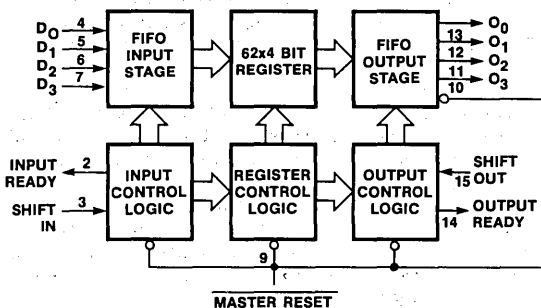 D0 4
D1 5
D2 6
D3 7
FIFO
INPUT
STAGE
62x4 BIT
REGISTER
FIFO
OUTPUT
STAGE
O0
13 O1
12 O2
11 O3
10
INPUT
READY
2
SHIFT
IN
3
INPUT
CONTROL
LOGIC
REGISTER
CONTROL
LOGIC
OUTPUT
CONTROL
LOGIC
SHIFT
OUT
15
OUTPUT
READY
14
9
MASTER RESET